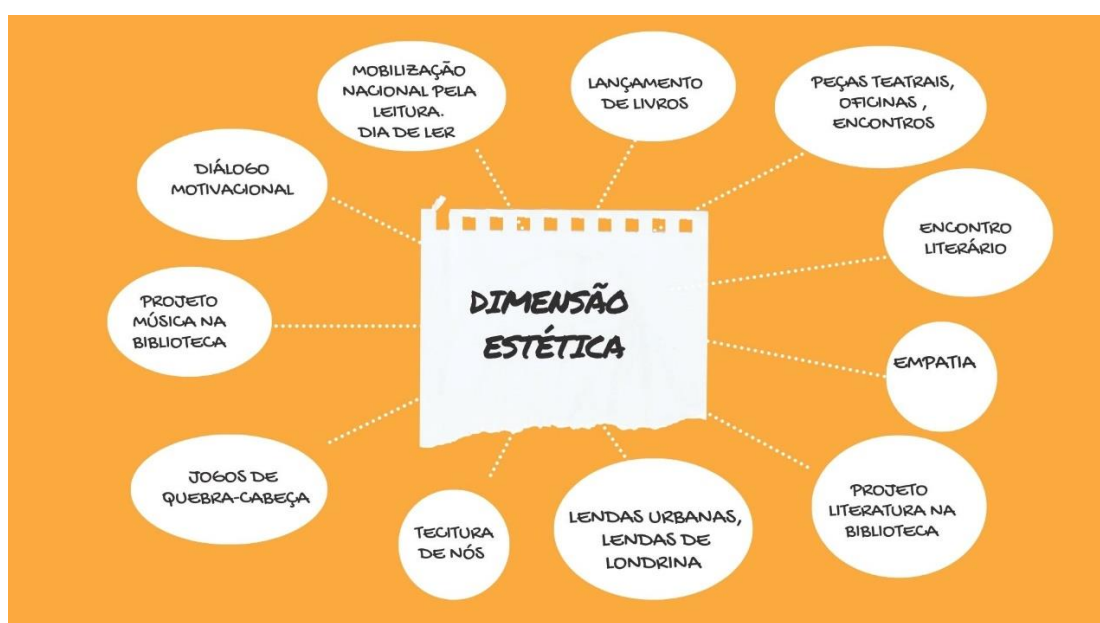 MOBILIZAÇÃO
NACIONAL PELA
LEITURA.
DIA DE LER
LANÇAMENTO
DE LIVROS
PEÇAS TEATRAIS,
OFICINAS ,
ENCONTROS
DIÁLOGO
MOTIVACIONAL
ENCONTRO
LITERÁRIO
DIMENSÃO
ESTÉTICA
PROJETO
MÚSICA NA
BIBLIOTECA
EMPATIA
JOGOS DE
QUEBRA-CABEÇA
TECITURA
DE NÓS
LENDAS URBANAS,
LENDAS DE
LONDRINA
PROJETO
LITERATURA NA
BIBLIOTECA